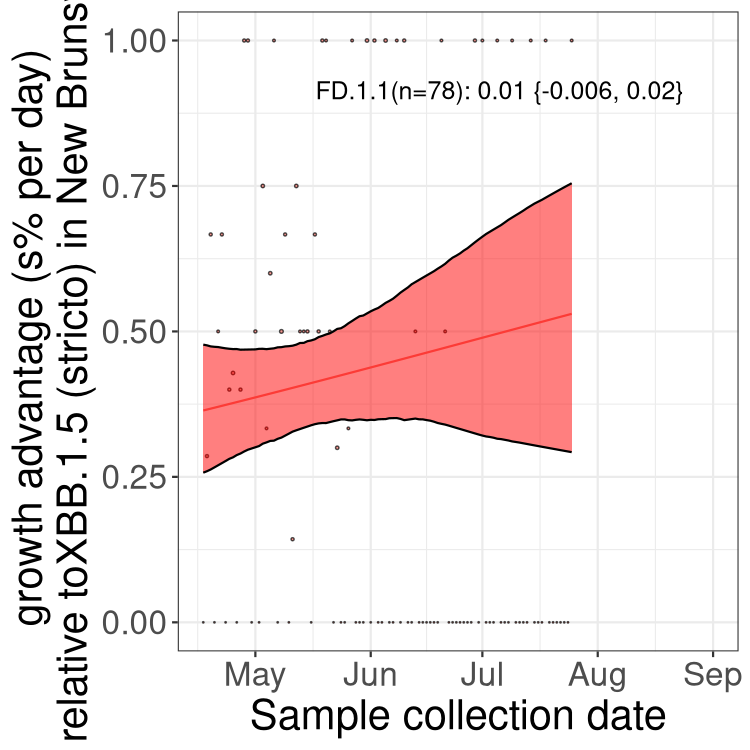 growth advantage (s% per day)
relative toXBB.1.5 (stricto) in New
1.00
0.75
0.50
0.25
0.00
FD.1.1(n=78): 0.01 {-0.006, 0.02}
May Jun Jul Aug Sep
Sample collection date